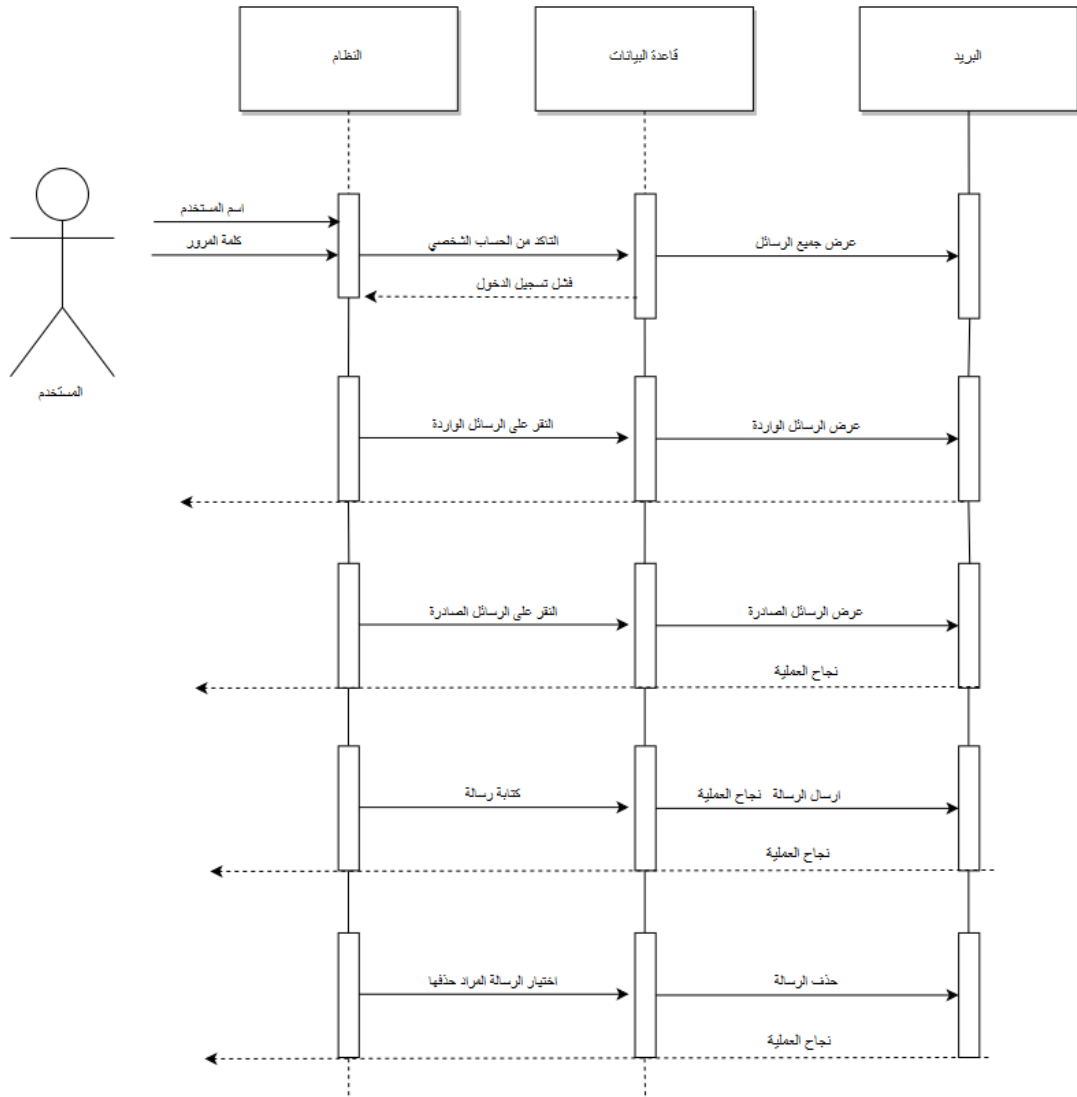 النظام
قاعدة البيانات
البريد
اسم المستخدم
كلمة المرور
التاكد من الحساب الشخصي
عرض جميع الرسائل
فشل تسجيل الدخول
المستخدم
النقر على الرسائل الواردة
عرض الرسائل الواردة
النقر على الرسائل الصادرة
عرض الرسائل الصادرة
نجاح العملية
كتابة رسالة
ارسال الرسالة نجاح العملية
نجاح العملية
اختيار الرسالة المراد حذفها
حذف الرسالة
نجاح العملية